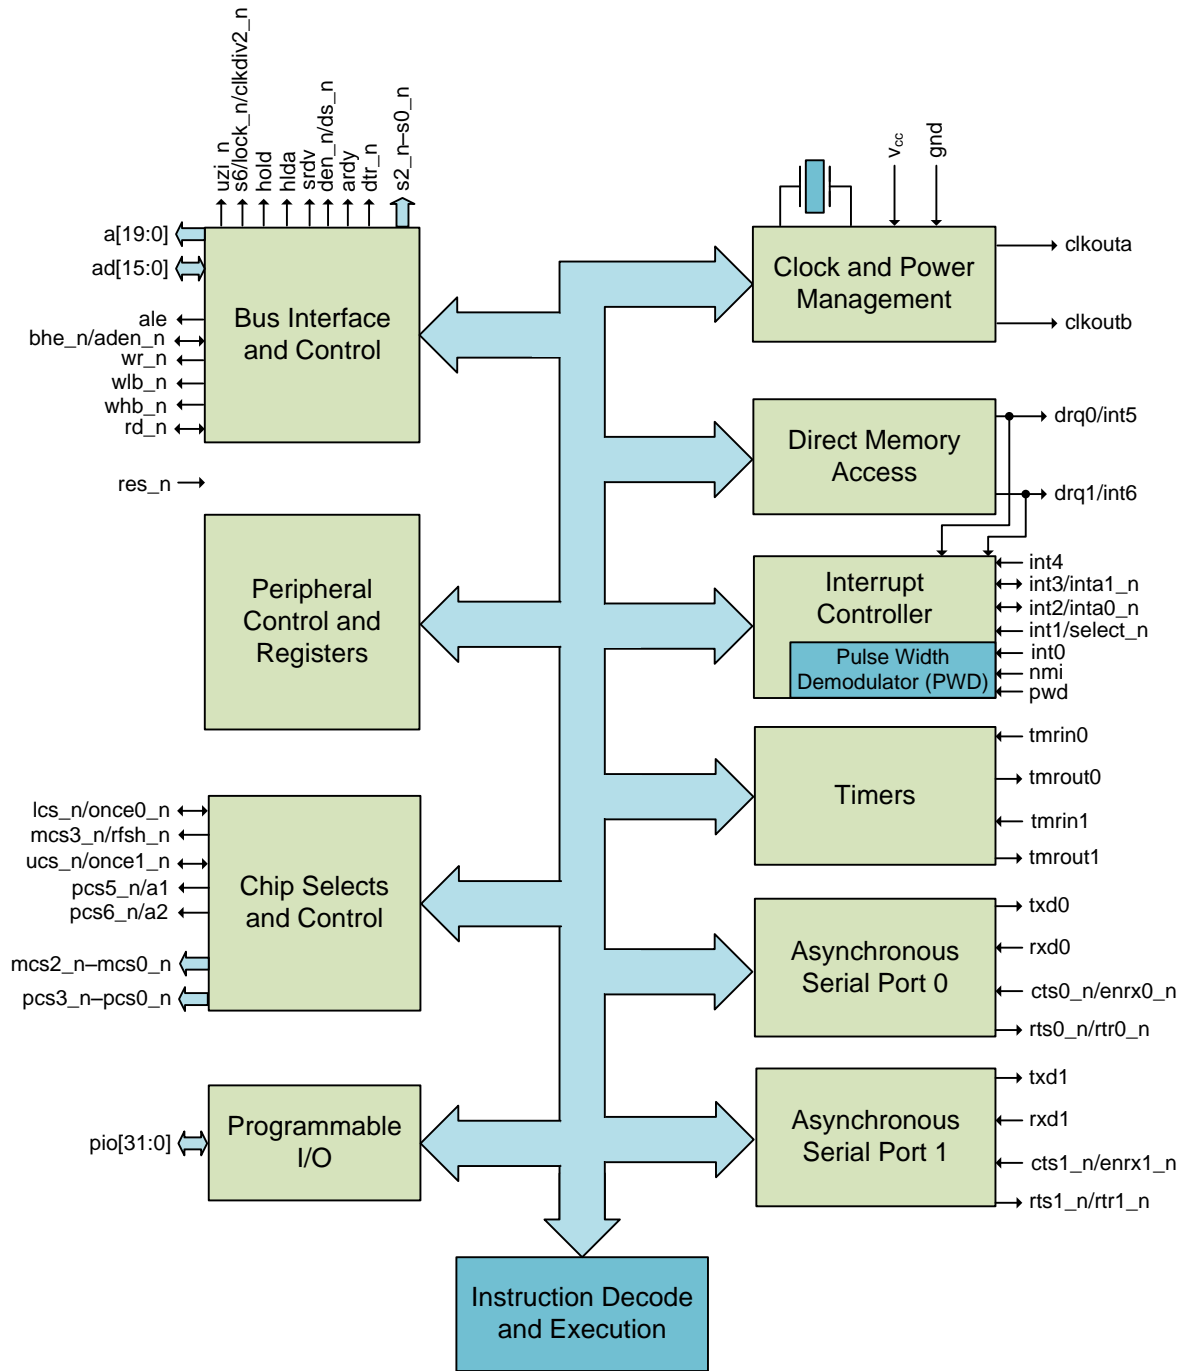 uzi_n
s6/lock_n/clkdiv2_n
hold
hlda
srdv
den_n/ds_n
ardy
dtr_n
s2_n–s0_n
a[19:0]
ad[15:0]
ale
bhe_n/aden_n
wr_n
wlb_n
whb_n
rd_n
res_n
Bus Interface
and Control
Peripheral
Control and
Registers
lcs_n/once0_n
mcs3_n/rfsh_n
ucs_n/once1_n
pcs5_n/a1
pcs6_n/a2
mcs2_n–mcs0_n
pcs3_n–pcs0_n
Chip Selects
and Control
pio[31:0]
Programmable
I/O
vcc
gnd
Clock and Power
Management
clkouta
clkoutb
Direct Memory
Access
drq0/int5
drq1/int6
Interrupt
Controller
Pulse Width
Demodulator (PWD)
int4
int3/inta1_n
int2/inta0_n
int1/select_n
int0
nmi
pwd
Timers
tmrin0
tmrout0
tmrin1
tmrout1
Asynchronous
Serial Port 0
txd0
rxd0
cts0_n/enrx0_n
rts0_n/rtr0_n
Asynchronous
Serial Port 1
txd1
rxd1
cts1_n/enrx1_n
rts1_n/rtr1_n
Instruction Decode
and Execution